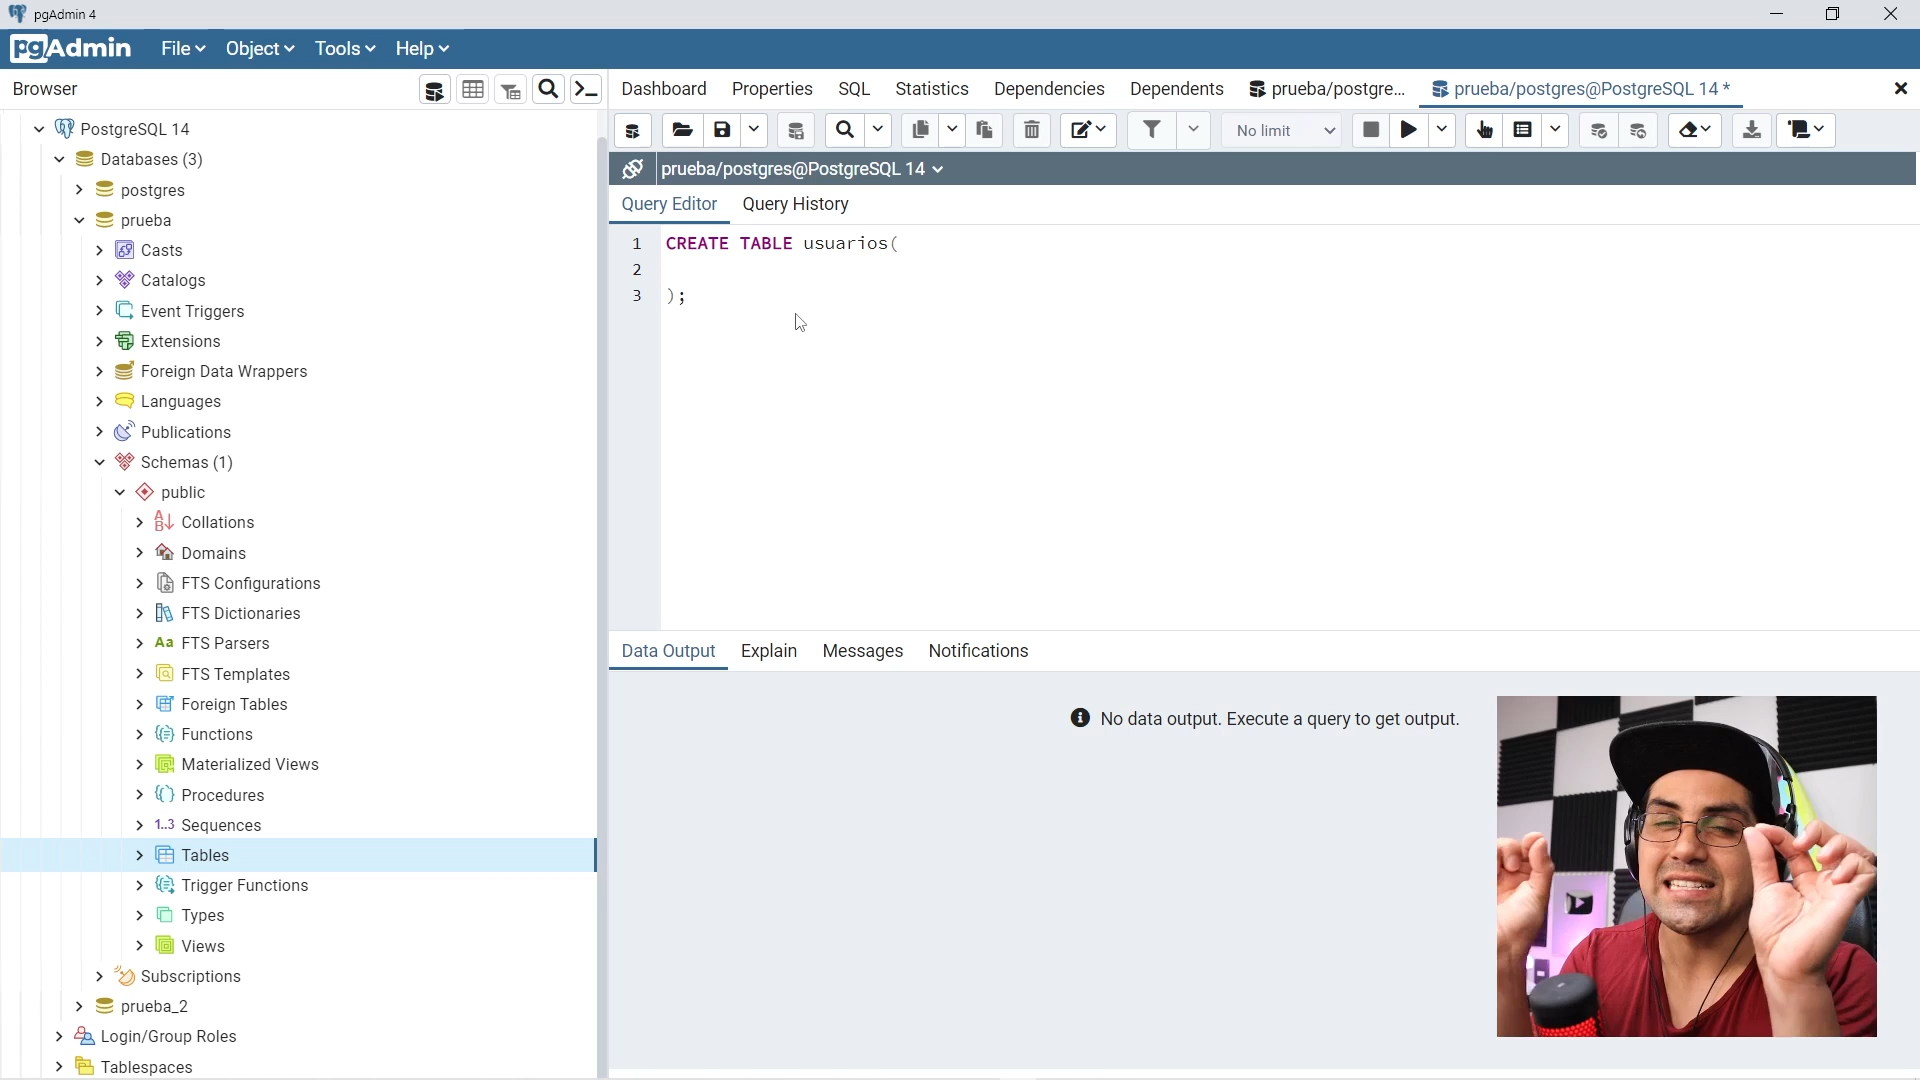 pgAdmin 4
pgAdmin File Object Tools Help
Browser
Dashboard Properties SQL Statistics Dependencies Dependents prueba/postgre... prueba/postgres@PostgreSQL 14 *
No limit
prueba/postgres@PostgreSQL 14
Query Editor Query History
1 CREATE TABLE usuarios(
2
3 );
PostgreSQL 14
Databases (3)
postgres
prueba
Casts
Catalogs
Event Triggers
Extensions
Foreign Data Wrappers
Languages
Publications
Schemas (1)
public
Collations
Domains
FTS Configurations
FTS Dictionaries
Aa FTS Parsers
FTS Templates
Foreign Tables
Functions
Materialized Views
Procedures
1..3 Sequences
Tables
Trigger Functions
Types
Views
Subscriptions
prueba_2
Login/Group Roles
Tablespaces
Data Output Explain Messages Notifications
No data output. Execute a query to get output.